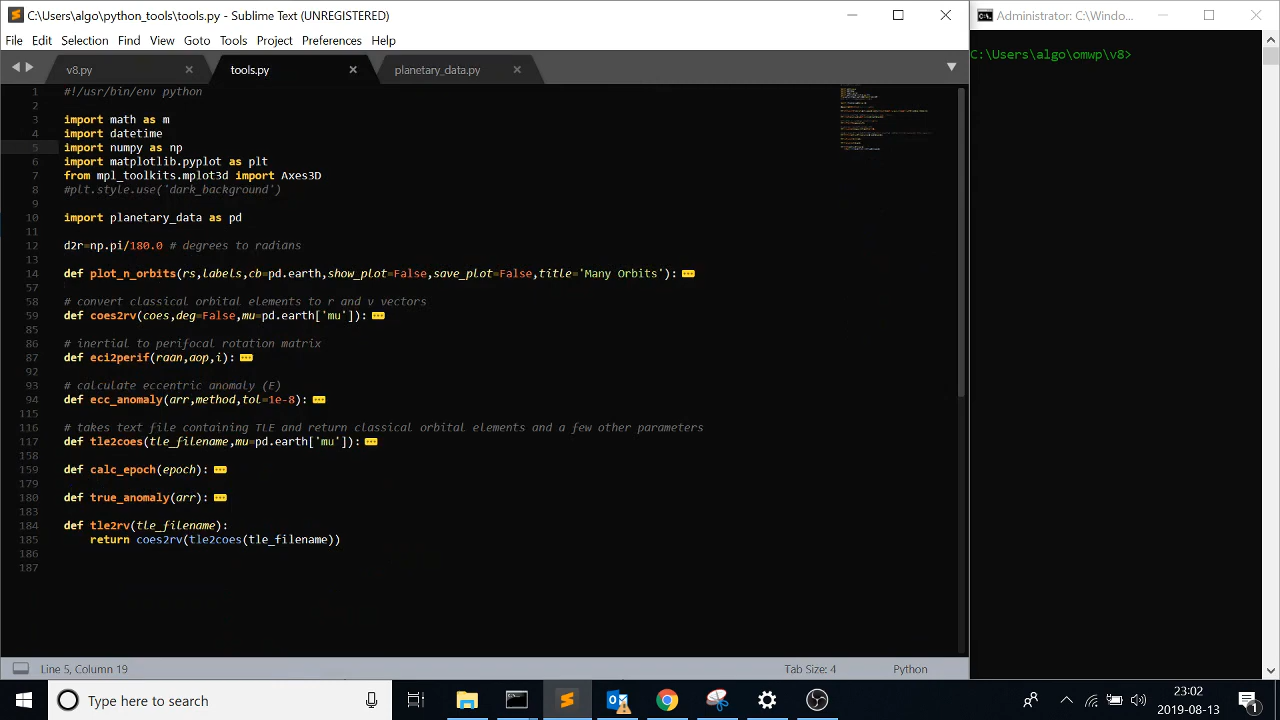 C:\Users\algo\python_tools\tools.py - Sublime Text (UNREGISTERED)
File Edit Selection Find View Goto Tools Project Preferences Help
v8.py tools.py planetary_data.py
1 #!/usr/bin/env python
2
3 import math as m
4 import datetime
5 import numpy as np
6 import matplotlib.pyplot as plt
7 from mpl_toolkits.mplot3d import Axes3D
8 #plt.style.use('dark_background')
9
10 import planetary_data as pd
11
12 d2r=np.pi/180.0 # degrees to radians
13
14 def plot_n_orbits(rs,labels,cb=pd.earth,show_plot=False,save_plot=False,title='Many Orbits'):
57
58 # convert classical orbital elements to r and v vectors
59 def coes2rv(coes,deg=False,mu=pd.earth['mu']):
85
86 # inertial to perifocal rotation matrix
87 def eci2perif(raan,aop,i):
92
93 # calculate eccentric anomaly (E)
94 def ecc_anomaly(arr,method,tol=1e-8):
115
116 # takes text file containing TLE and return classical orbital elements and a few other parameters
117 def tle2coes(tle_filename,mu=pd.earth['mu']):
158
159 def calc_epoch(epoch):
179
180 def true_anomaly(arr):
183
184 def tle2rv(tle_filename):
185 return coes2rv(tle2coes(tle_filename))
186
187
Line 5, Column 19 Tab Size: 4 Python
Administrator: C:\Windo...
C:\Users\algo\omwp\v8>
Type here to search
23:02
2019-08-13
1